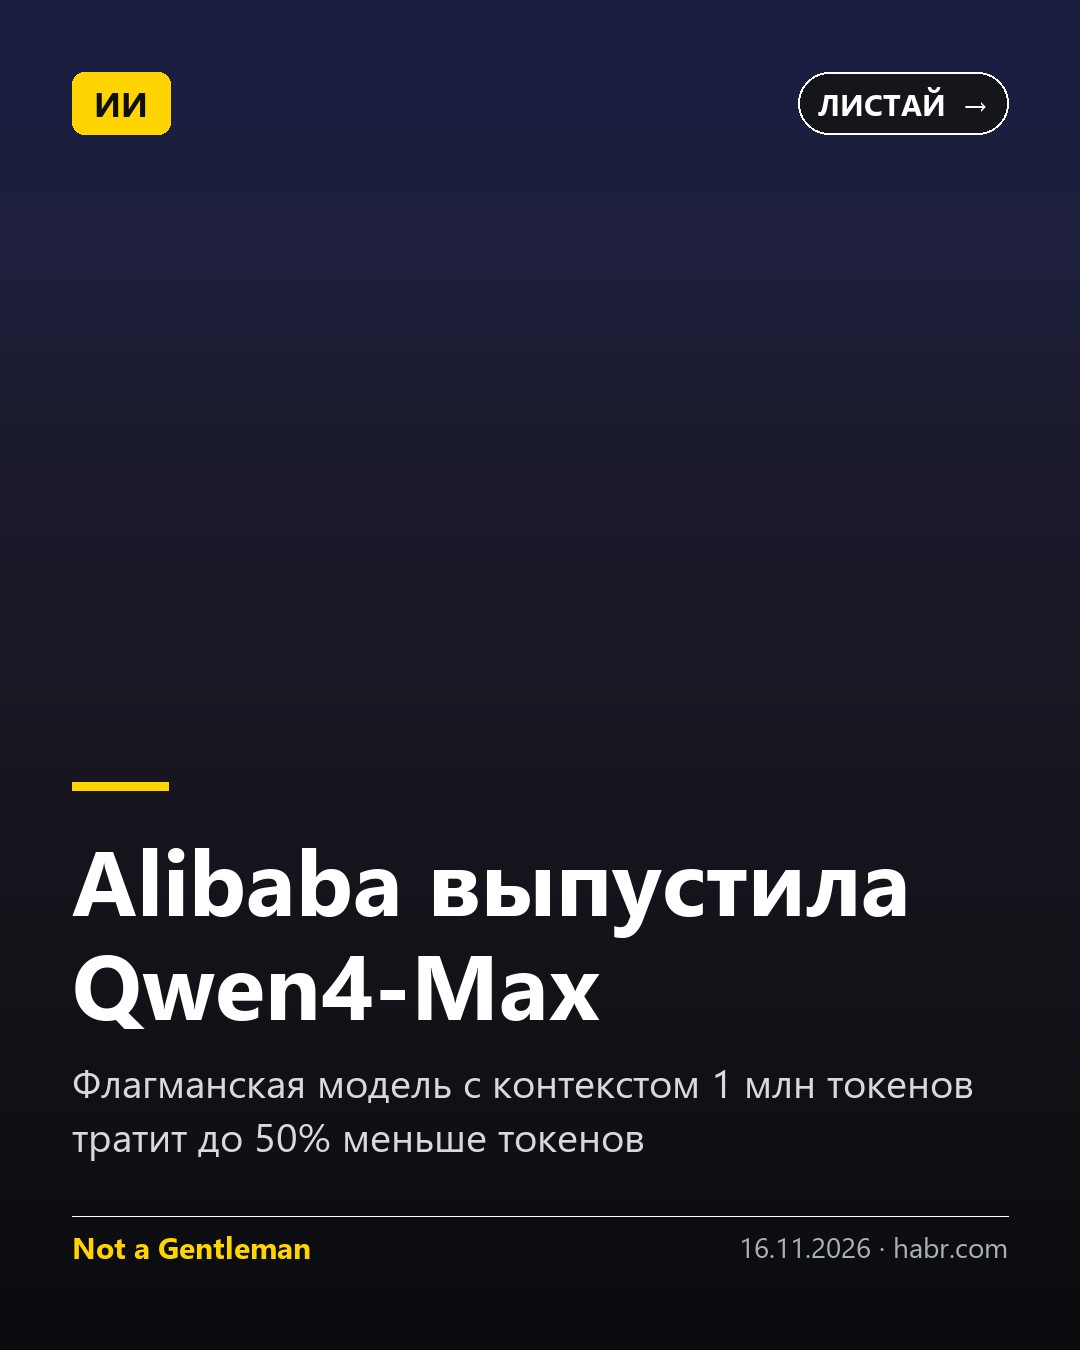 ИИ
ЛИСТАЙ →
Alibaba выпустила
Qwen4-Max
Флагманская модель с контекстом 1 млн токенов
тратит до 50% меньше токенов
Not a Gentleman
16.11.2026 · habr.com